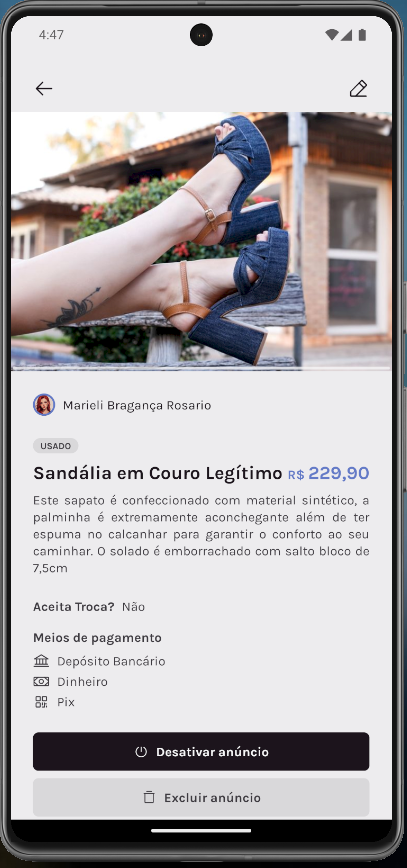 4:47
Marieli Bragança Rosario
USADO
Sandália em Couro Legítimo R$ 229,90
Este sapato é confeccionado com material sintético, a
palminha é extremamente aconchegante além de ter
espuma no calcanhar para garantir o conforto ao seu
caminhar. O solado é emborrachado com salto bloco de
7,5cm
Aceita Troca? Não
Meios de pagamento
Depósito Bancário
Dinheiro
Pix
Desativar anúncio
Excluir anúncio